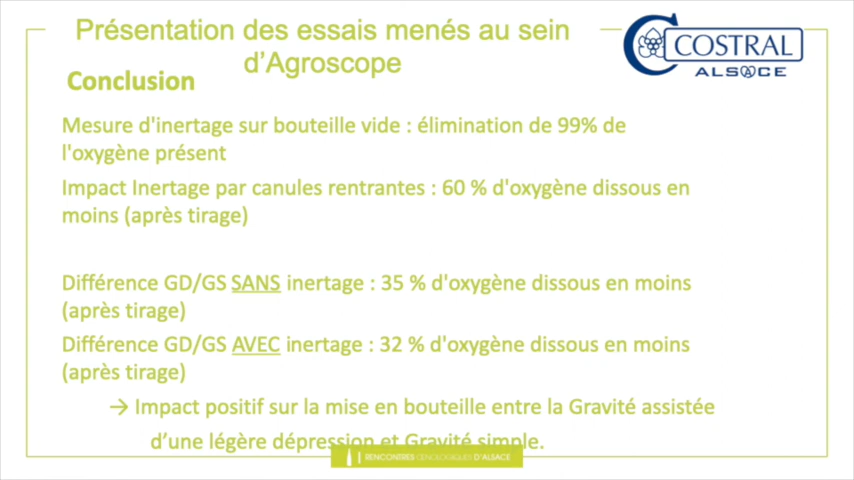 Présentation des essais menés au sein
d'Agroscope
COSTRAL
ALSACE
Conclusion
Mesure d'inertage sur bouteille vide : élimination de 99% de
l'oxygène présent
Impact Inertage par canules rentrantes : 60 % d'oxygène dissous en
moins (après tirage)
Différence GD/GS SANS inertage : 35 % d'oxygène dissous en moins
(après tirage)
Différence GD/GS AVEC inertage : 32 % d'oxygène dissous en moins
(après tirage)
→ Impact positif sur la mise en bouteille entre la Gravité assistée
d'une légère dépression et Gravité simple.
RENCONTRES ŒNOLOGIQUES D'ALSACE